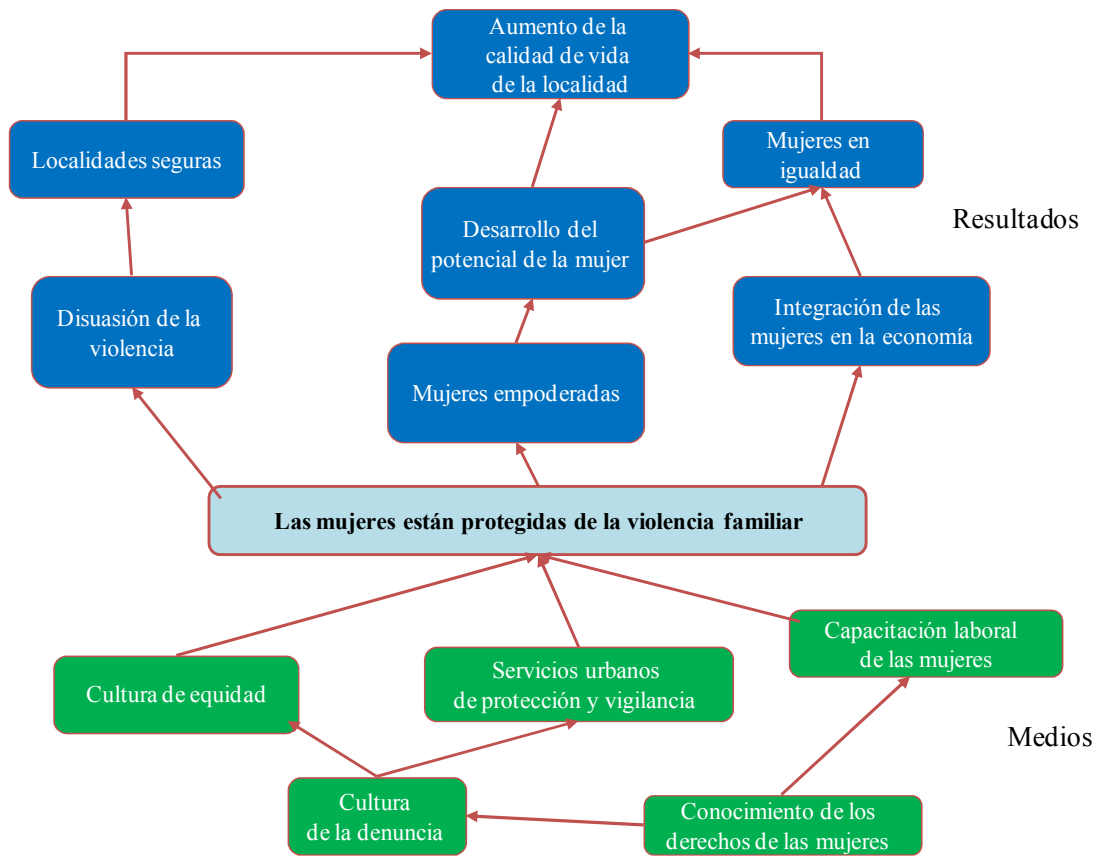 Aumento de la
calidad de vida
de la localidad
Localidades seguras
Mujeres en
igualdad
Resultados
Desarrollo del
potencial de la mujer
Disuasión de la
violencia
Integración de las
mujeres en la economía
Mujeres empoderadas
Las mujeres están protegidas de la violencia familiar
Capacitación laboral
de las mujeres
Servicios urbanos
de protección y vigilancia
Cultura de equidad
Medios
Cultura
de la denuncia
Conocimiento de los
derechos de las mujeres